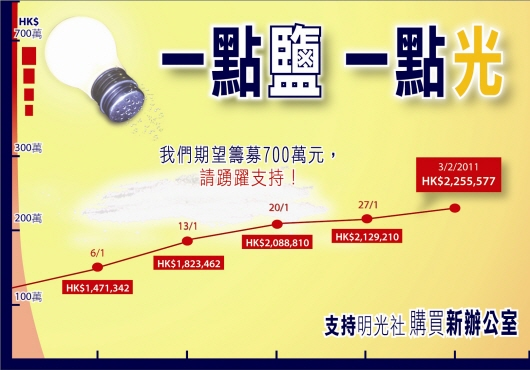 HK$
700萬
一點鹽 一點光
我們期望籌募700萬元，
請踴躍支持！
300萬
200萬
100萬
6/1
HK$1,471,342
13/1
HK$1,823,462
20/1
HK$2,088,810
27/1
HK$2,129,210
3/2/2011
HK$2,255,577
支持明光社 購買新辦公室